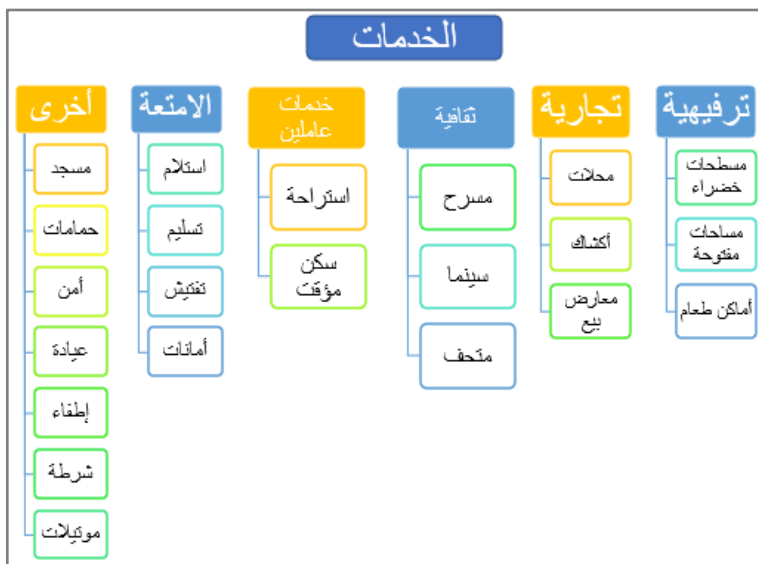 الخدمات
ترفيهية
مسطحات
خضراء
مساحات
مفتوحة
أماكن طعام
تجارية
محلات
أكشاك
معارض
بيع
ثقافية
مسرح
سينما
متحف
خدمات
عاملين
استراحة
سكن
مؤقت
الامتعة
استلام
تسليم
تفتيش
أمانات
أخرى
مسجد
حمامات
أمن
عيادة
إطفاء
شرطة
موتيلات